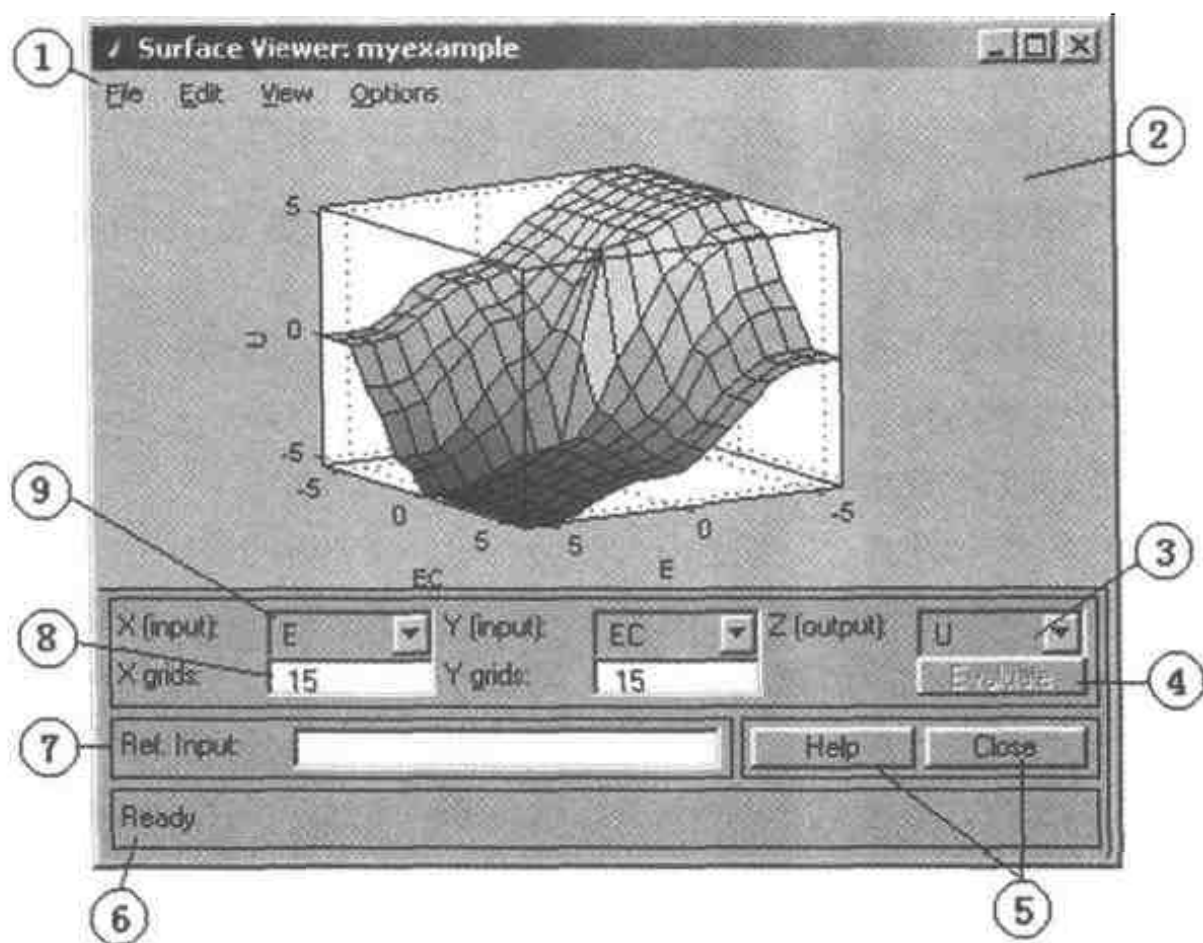 Surface Viewer: myexample
1
File Edit View Options
2
5
0
-5
U
-5
0
5
EC
5
0
-5
E
3
9
X (input): E Y (input): EC Z (output): U
8
X grids: 15 Y grids: 15 Evaluate
4
7
Ref. Input: Help Close
Ready
6
5